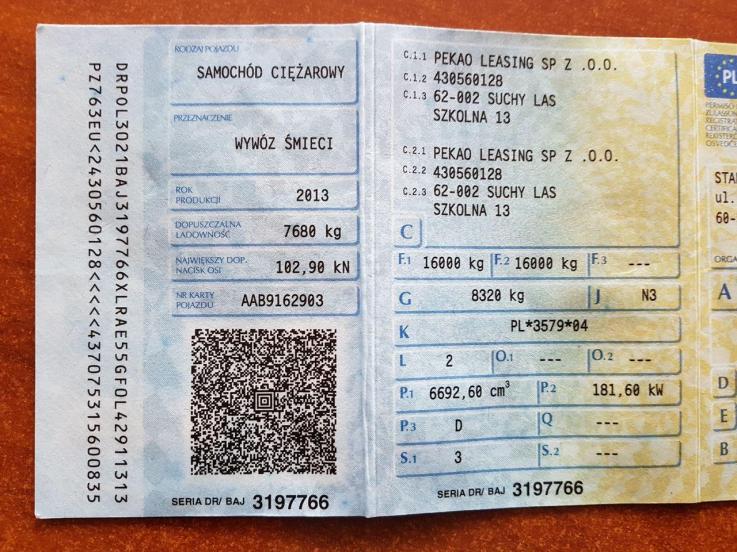 DRPOL3021BAJ3197766XLRAE55GF0L42911313
PZ763EU<2430560128<<<<<4370753156​00835
RODZAJ POJAZDU
SAMOCHÓD CIĘŻAROWY
PRZEZNACZENIE
WYWÓZ ŚMIECI
ROK
PRODUKCJI 2013
DOPUSZCZALNA
ŁADOWNOŚĆ 7680 kg
NAJWIĘKSZY DOP.
NACISK OSI 102,90 kN
NR KARTY
POJAZDU AAB9162903
SERIA DR/ BAJ 3197766
C.1.1 PEKAO LEASING SP Z .O.O.
C.1.2 430560128
C.1.3 62-002 SUCHY LAS
SZKOLNA 13
C.2.1 PEKAO LEASING SP Z .O.O.
C.2.2 430560128
C.2.3 62-002 SUCHY LAS
SZKOLNA 13
C
F.1 16000 kg F.2 16000 kg F.3 ---
G 8320 kg J N3
K PL*3579*04
L 2 O.1 --- O.2 ---
P.1 6692,60 cm³ P.2 181,60 kW
P.3 D Q ---
S.1 3 S.2 ---
SERIA DR/ BAJ 3197766
PL
ul.
60-
A
D
E
B